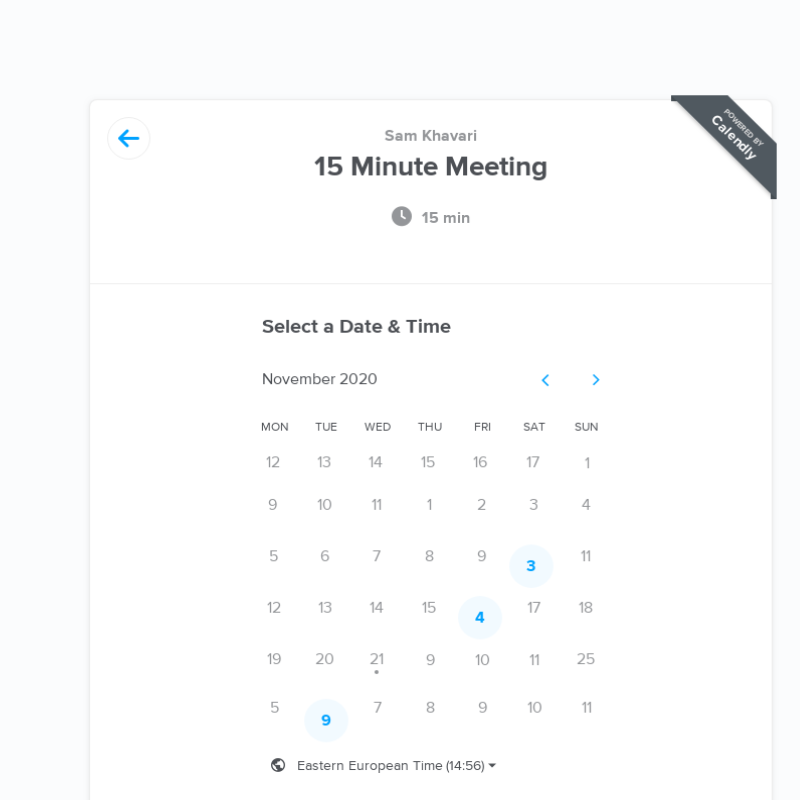 POWERED BY
Calendly
Sam Khavari
15 Minute Meeting
15 min
Select a Date & Time
November 2020
MON TUE WED THU FRI SAT SUN
12 13 14 15 16 17 1
9 10 11 1 2 3 4
5 6 7 8 9 3 11
12 13 14 15 4 17 18
19 20 21 9 10 11 25
5 9 7 8 9 10 11
Eastern European Time (14:56)